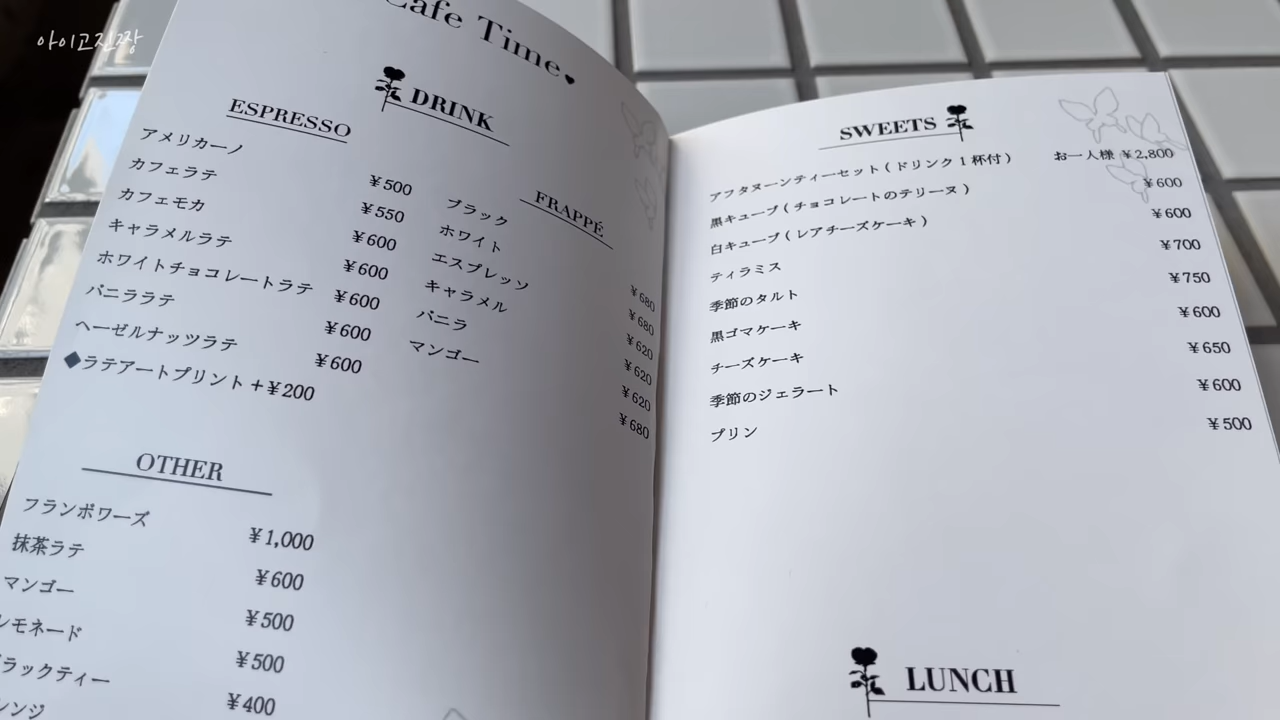 아이고진짱
Cafe Time♥
DRINK
ESPRESSO
アメリカーノ ¥500
カフェラテ ¥550
カフェモカ ¥600
キャラメルラテ ¥600
ホワイトチョコレートラテ ¥600
バニララテ ¥600
ヘーゼルナッツラテ ¥600
◆ラテアートプリント+¥200
FRAPPÉ
ブラック ¥680
ホワイト ¥680
エスプレッソ ¥620
キャラメル ¥620
バニラ ¥620
マンゴー ¥680
OTHER
フランボワーズ ¥1,000
抹茶ラテ ¥600
マンゴー ¥500
レモネード ¥500
ブラックティー ¥400
SWEETS
アフタヌーンティーセット(ドリンク1杯付) お一人様 ¥2,800
黒キューブ(チョコレートのテリーヌ) ¥600
白キューブ(レアチーズケーキ) ¥600
ティラミス ¥700
季節のタルト ¥750
黒ゴマケーキ ¥600
チーズケーキ ¥650
季節のジェラート ¥600
プリン ¥500
LUNCH